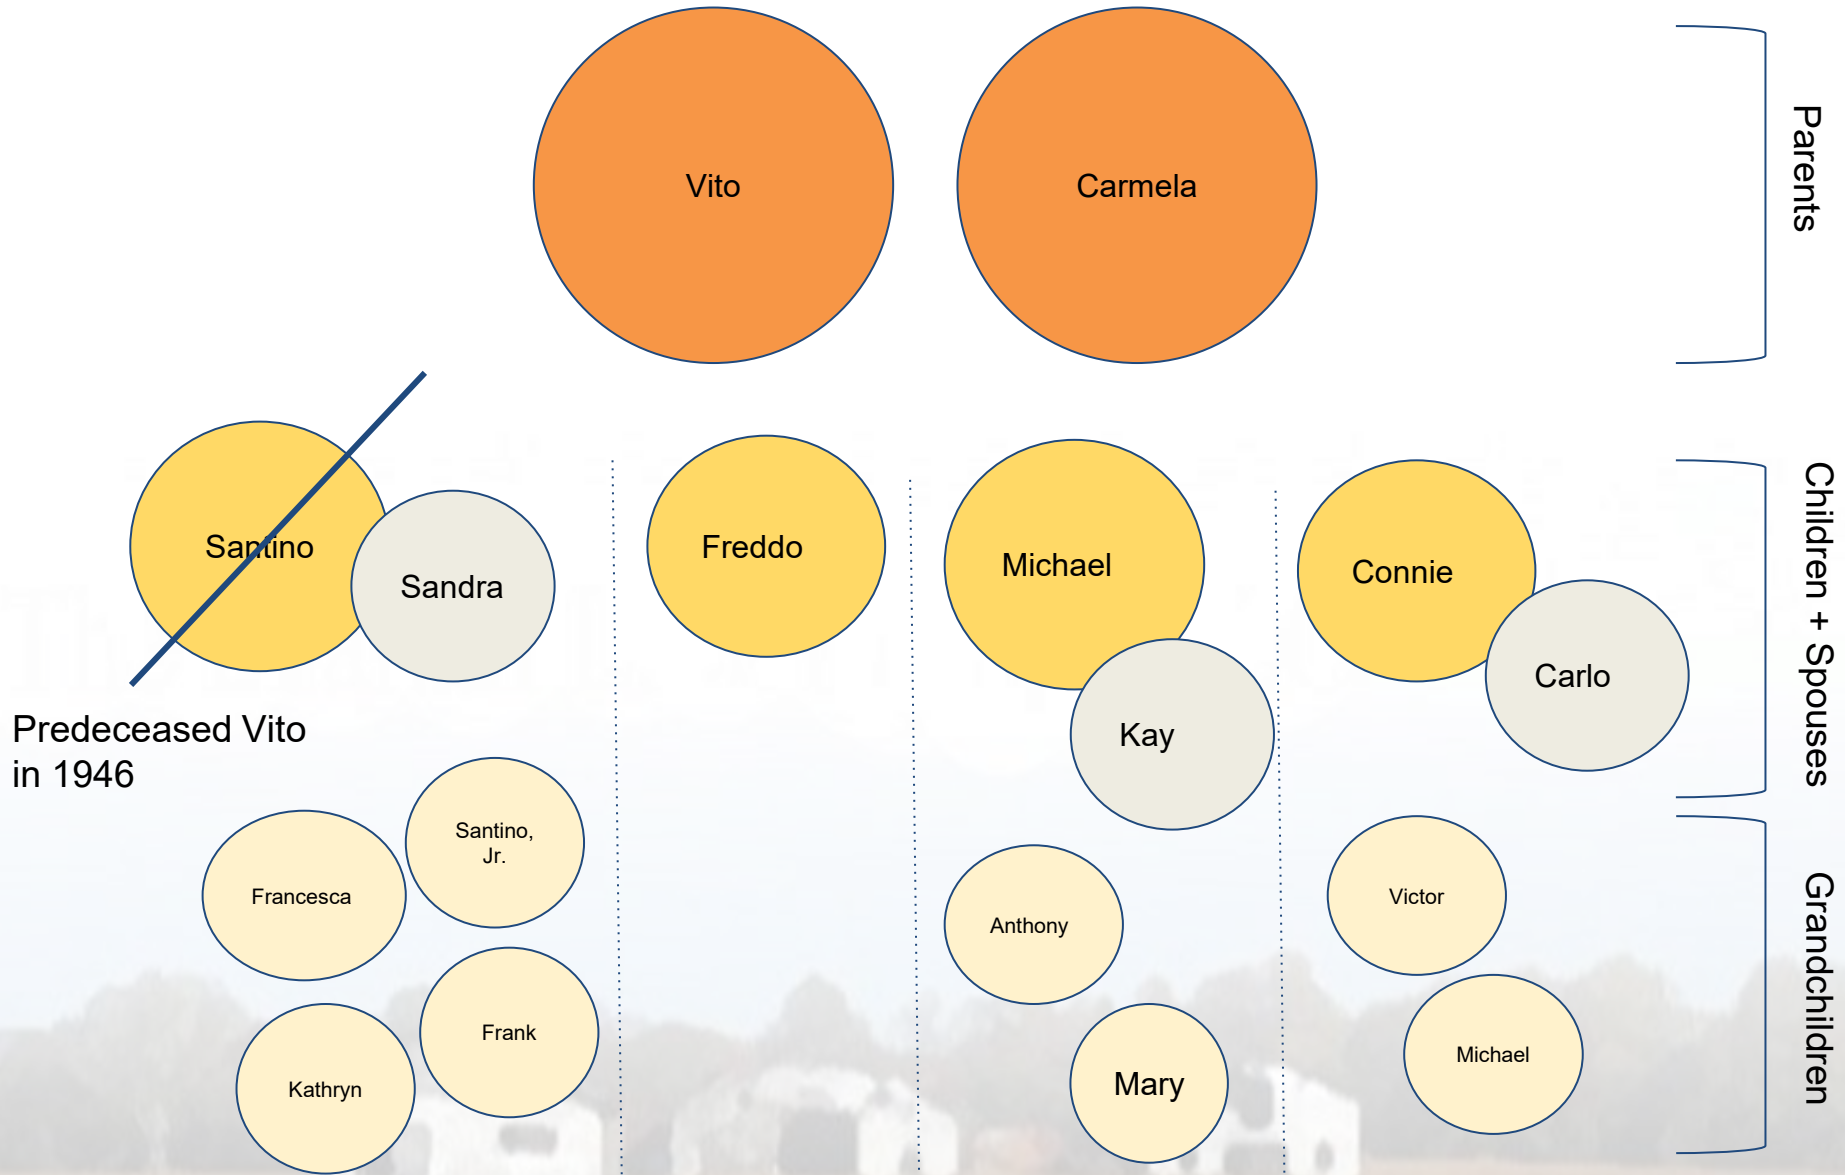 Vito
Carmela
Parents
Santino
Sandra
Freddo
Michael
Kay
Connie
Carlo
Children + Spouses
Predeceased Vito
in 1946
Francesca
Santino,
Jr.
Kathryn
Frank
Anthony
Mary
Victor
Michael
Grandchildren